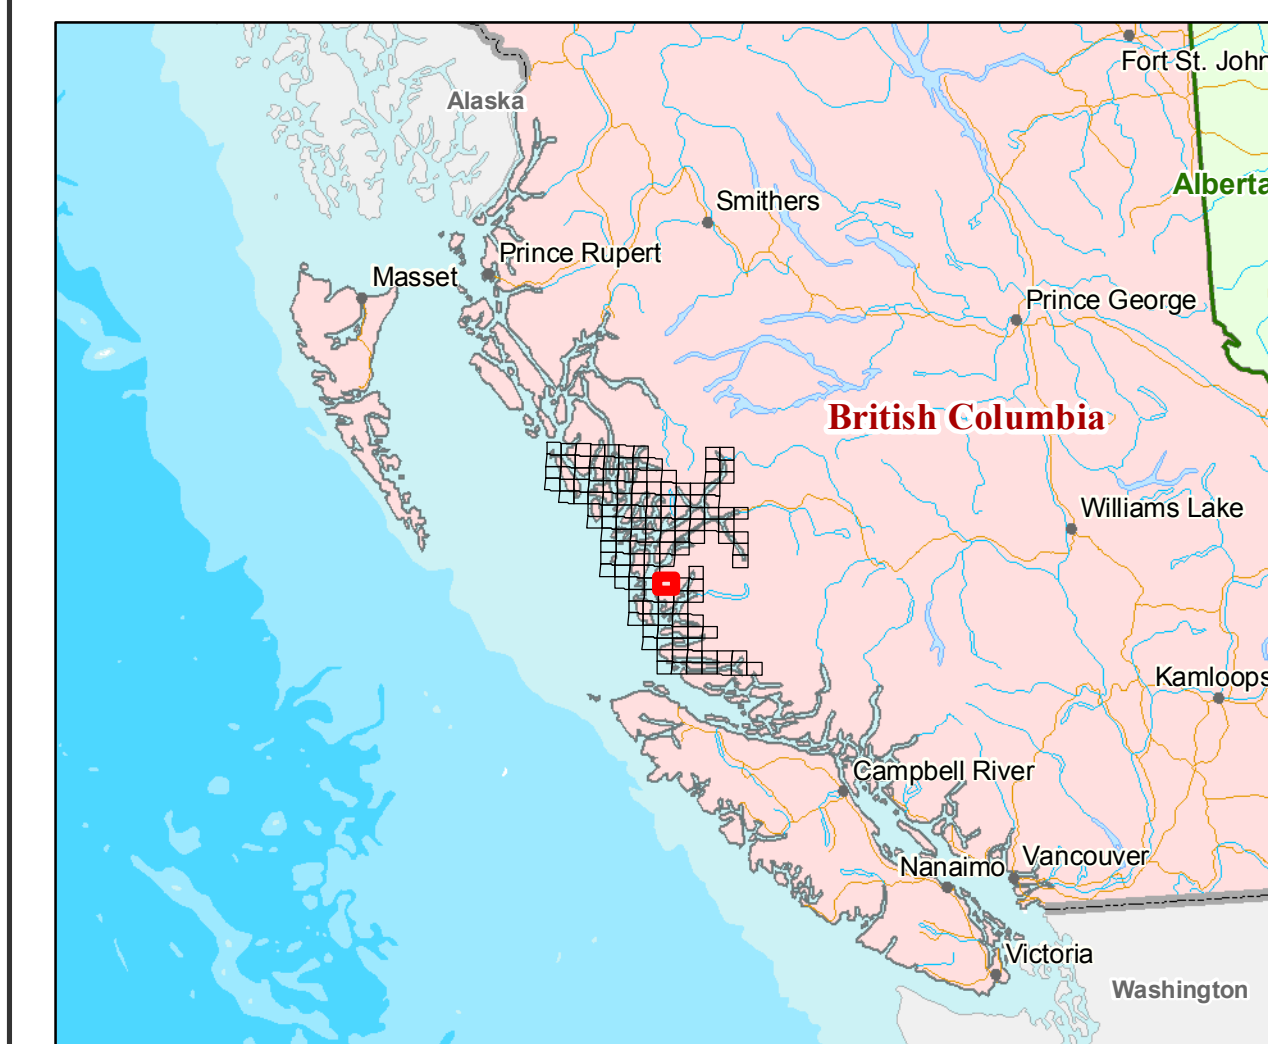 Fort St. John
Alaska
Alberta
Smithers
Prince Rupert
Masset
Prince George
British Columbia
Williams Lake
Kamloops
Campbell River
Vancouver
Nanaimo
Victoria
Washington